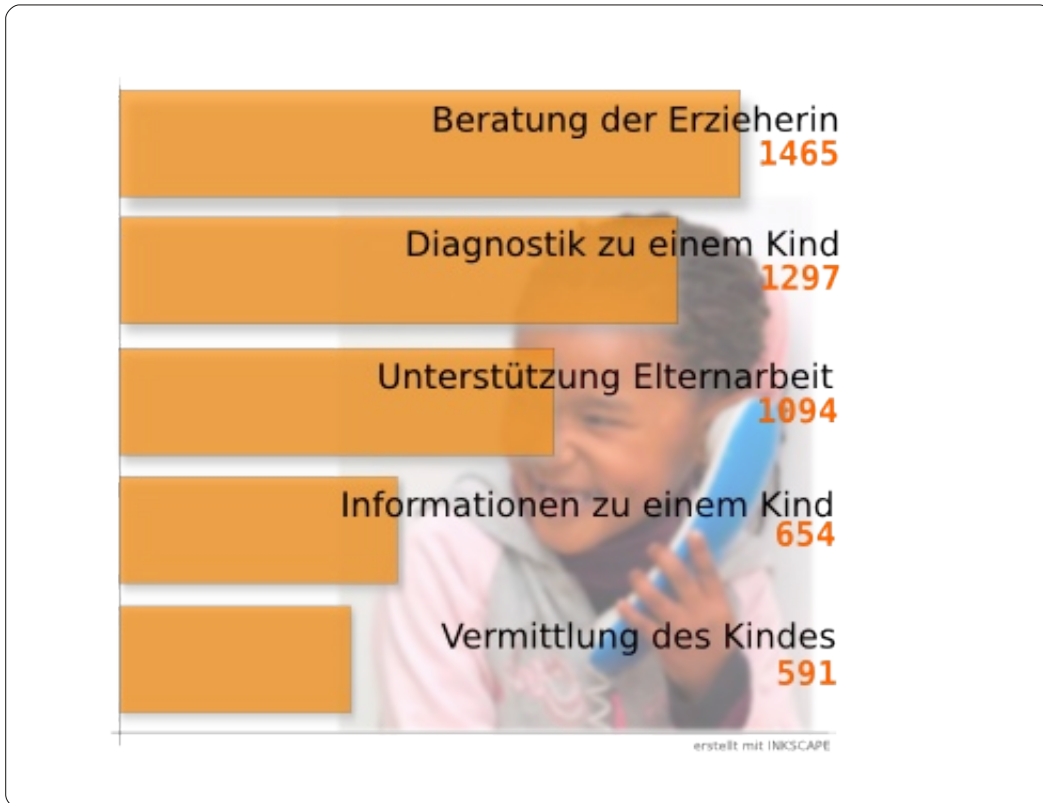 Beratung der Erzieherin
1465
Diagnostik zu einem Kind
1297
Unterstützung Elternarbeit
1094
Informationen zu einem Kind
654
Vermittlung des Kindes
591
erstellt mit INKSCAPE